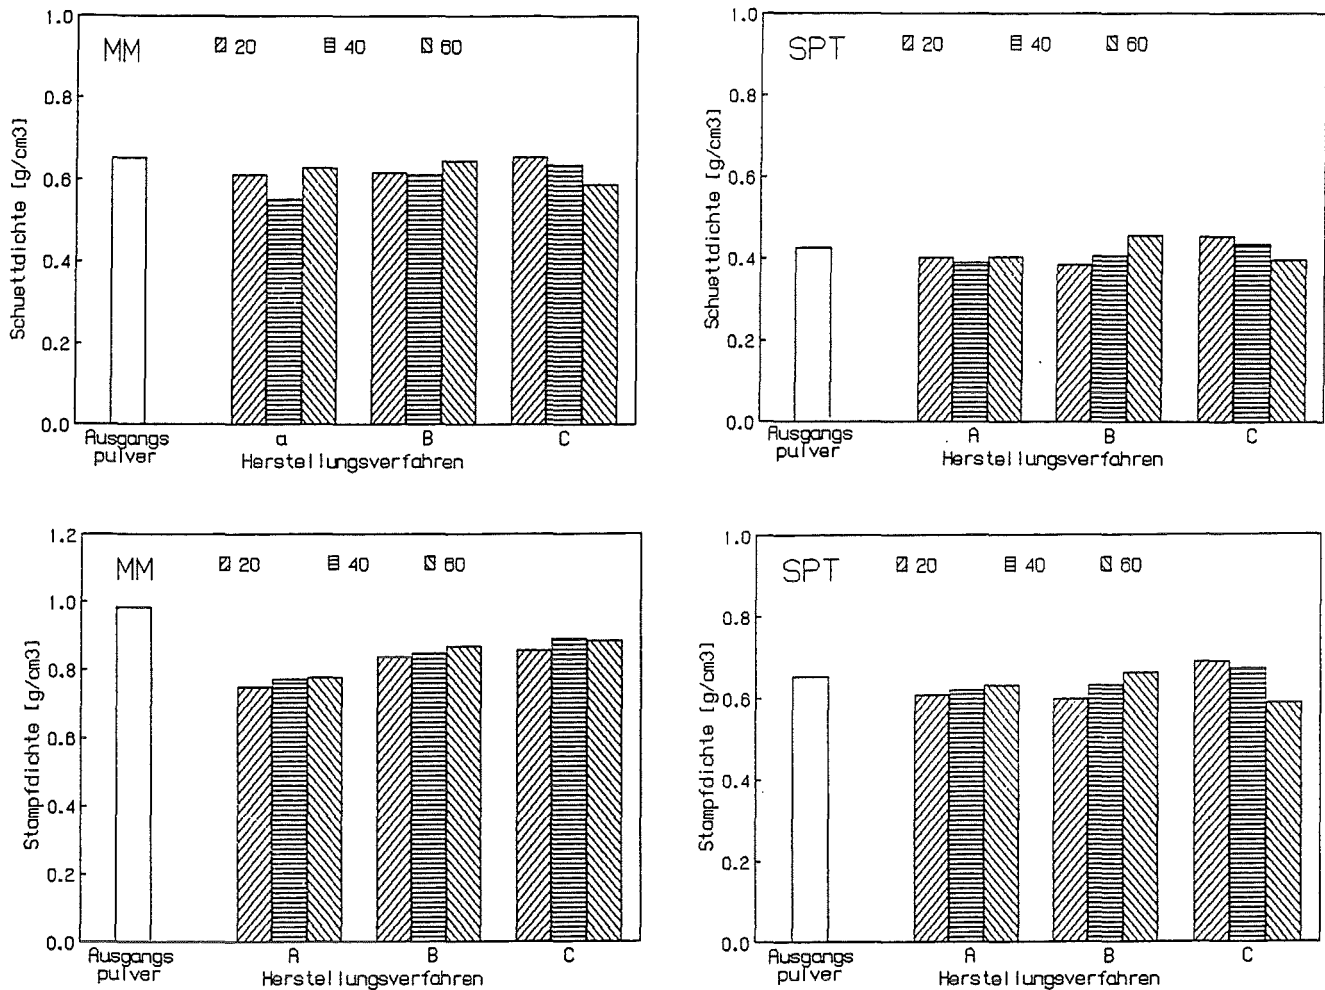 MM 20 40 60
1.0
0.8
0.6
0.4
0.2
0.0
Schuettdichte [g/cm3]
Ausgangs pulver a B C
Herstellungsverfahren
SPT 20 40 60
1.0
0.8
0.6
0.4
0.2
0.0
Schuettdichte [g/cm3]
Ausgangs pulver A B C
Herstellungsverfahren
MM 20 40 60
1.2
1.0
0.8
0.6
0.4
0.2
0.0
Stampfdichte [g/cm3]
Ausgangs pulver A B C
Herstellungsverfahren
SPT 20 40 60
1.0
0.8
0.6
0.4
0.2
0.0
Stampfdichte [g/cm3]
Ausgangs pulver A B C
Herstellungsverfahren